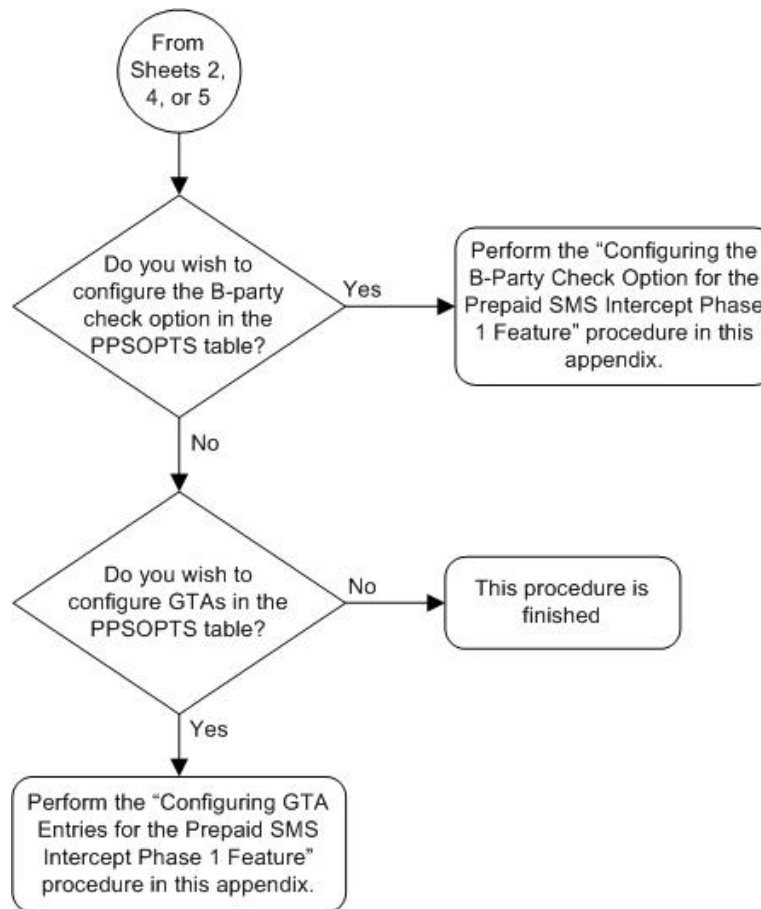 From
Sheets 2,
4, or 5
Do you wish to
configure the B-party
check option in the
PPSOPTS table?
Yes
Perform the “Configuring the
B-Party Check Option for the
Prepaid SMS Intercept Phase
1 Feature” procedure in this
appendix.
No
Do you wish to
configure GTAs in the
PPSOPTS table?
No
This procedure is
finished
Yes
Perform the “Configuring GTA
Entries for the Prepaid SMS
Intercept Phase 1 Feature”
procedure in this appendix.